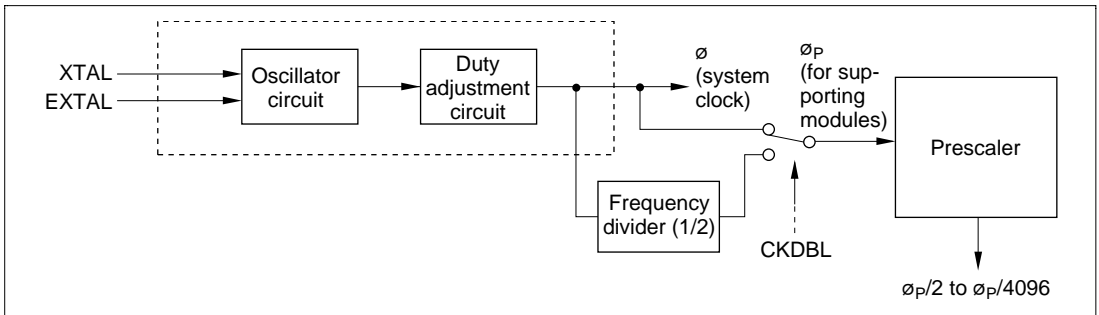 XTAL
EXTAL
Oscillator
circuit
Duty
adjustment
circuit
ø
(system
clock)
øP
(for sup-
porting
modules)
Prescaler
Frequency
divider (1/2)
CKDBL
øP/2 to øP/4096